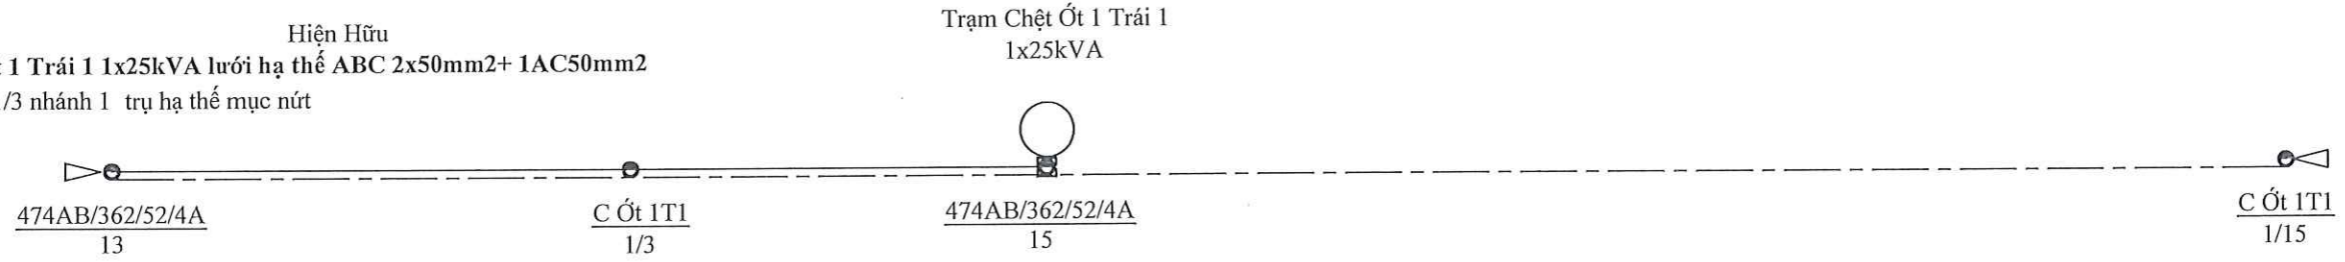 Hiện Hữu
1 Trái 1 1x25kVA lưới hạ thế ABC 2x50mm2+ 1AC50mm2
/3 nhánh 1 trụ hạ thế mục nứt
Trạm Chệt Ớt 1 Trái 1
1x25kVA
474AB/362/52/4A
13
C Ớt 1T1
1/3
474AB/362/52/4A
15
C Ớt 1T1
1/15